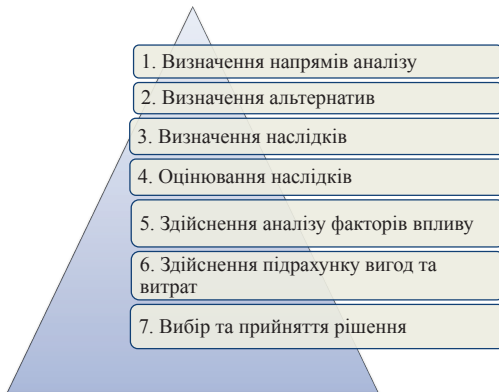 1. Визначення напрямів аналізу
2. Визначення альтернатив
3. Визначення наслідків
4. Оцінювання наслідків
5. Здійснення аналізу факторів впливу
6. Здійснення підрахунку вигод та
витрат
7. Вибір та прийняття рішення